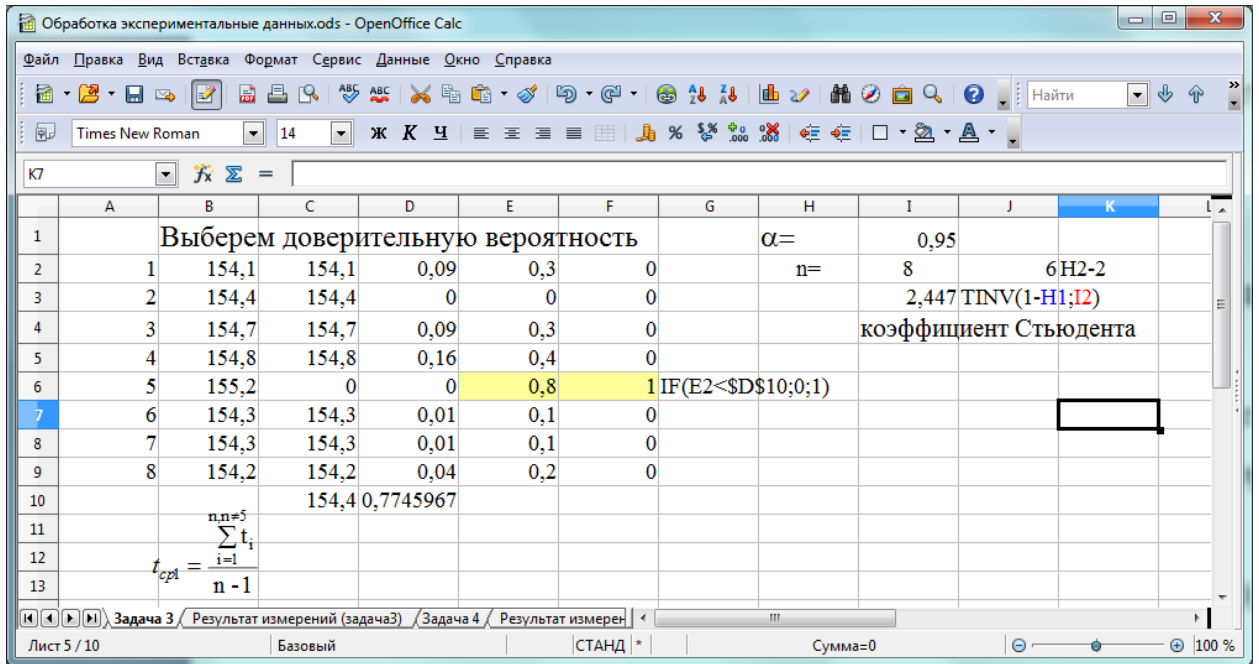 Обработка экспериментальные данных.ods - OpenOffice Calc
Файл Правка Вид Вставка Формат Сервис Данные Окно Справка
Найти
Times New Roman 14 Ж К Ч
K7 =
A B C D E F G H I J K L
1 Выберем доверительную вероятность α= 0,95
2 1 154,1 154,1 0,09 0,3 0 n= 8 6 H2-2
3 2 154,4 154,4 0 0 0 2,447 TINV(1-H1;I2)
4 3 154,7 154,7 0,09 0,3 0 коэффициент Стьюдента
5 4 154,8 154,8 0,16 0,4 0
6 5 155,2 0 0 0,8 1 IF(E2<$D$10;0;1)
7 6 154,3 154,3 0,01 0,1 0
8 7 154,3 154,3 0,01 0,1 0
9 8 154,2 154,2 0,04 0,2 0
10 154,4 0,7745967
11 n,n≠5 ∑ti
12 tcp1 = i=1
13 n - 1
Задача 3 Результат измерений (задача3) Задача 4 Результат измерен
Лист 5 / 10 Базовый СТАНД * Сумма=0 100 %